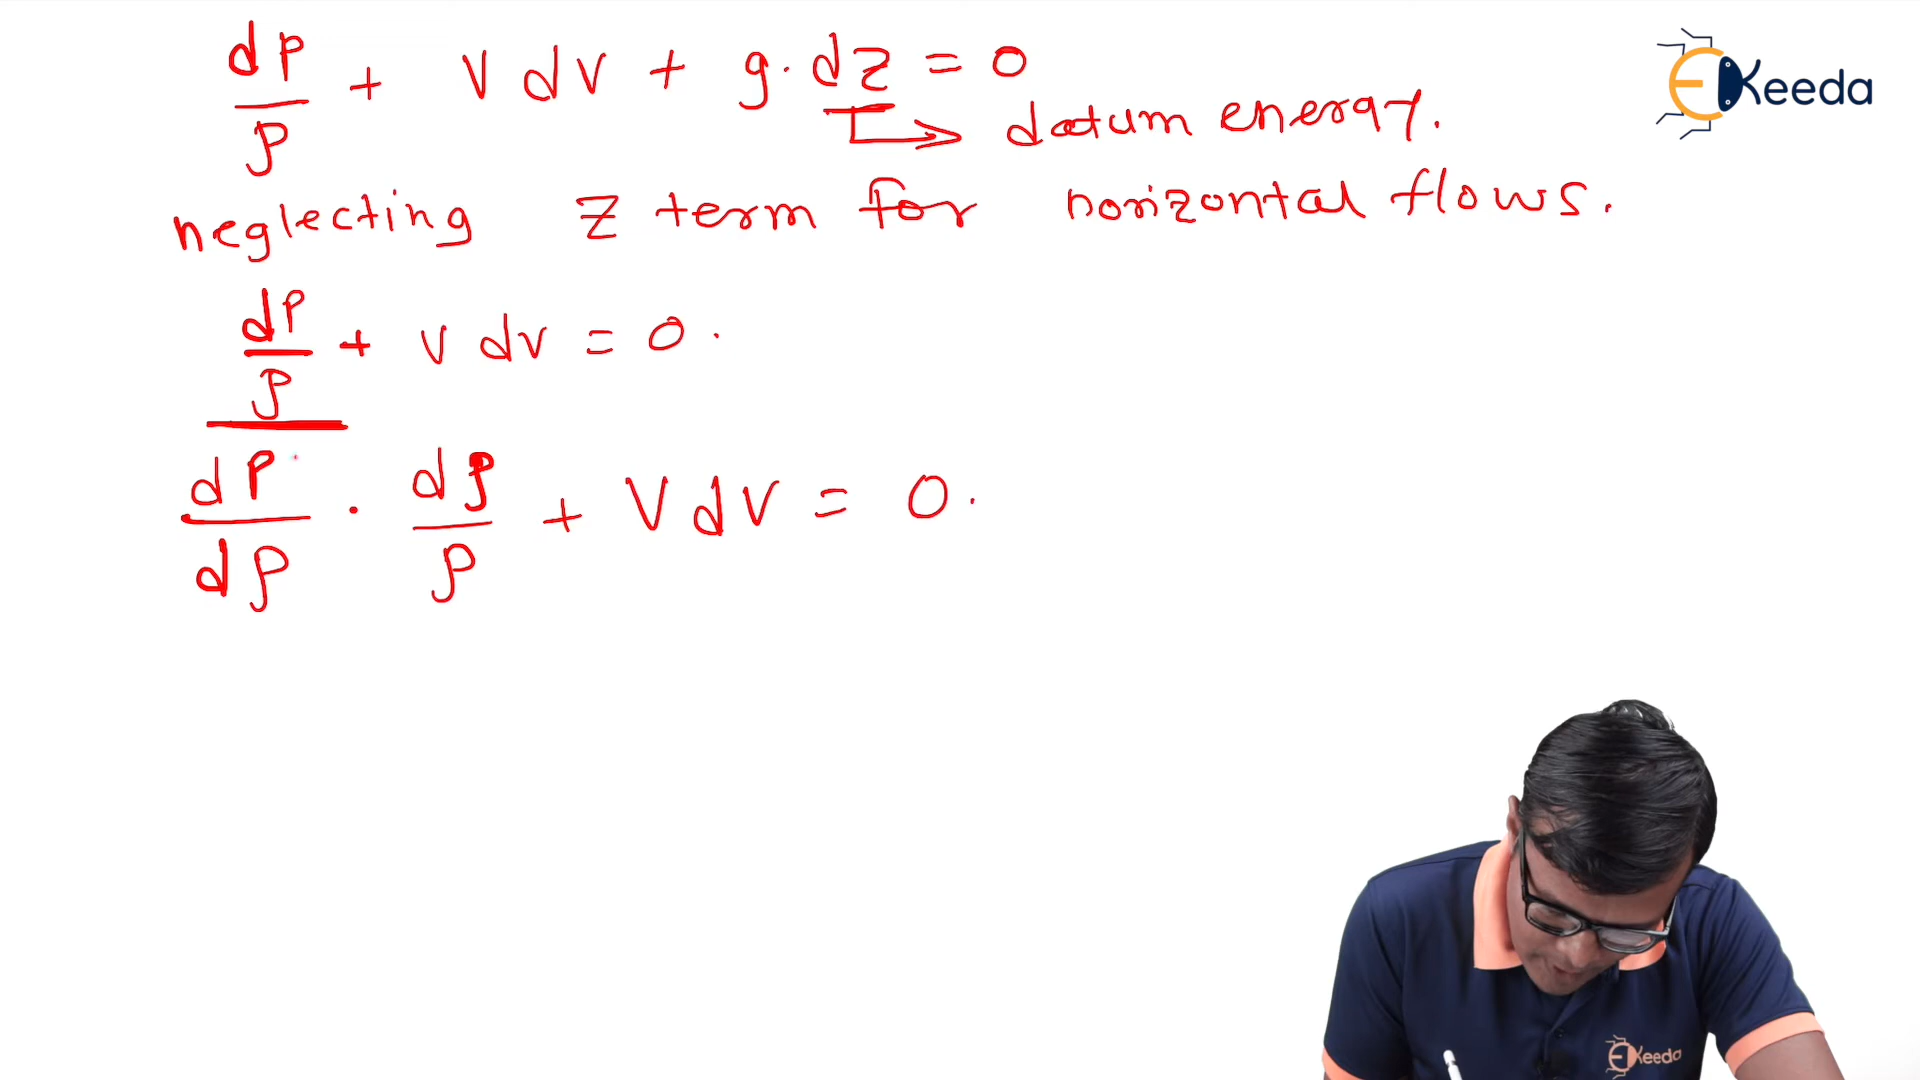 dP/ρ + V dV + g. dz = 0
EKeeda
→ datum energy.
neglecting Z term for horizontal flows.
dP/ρ + V dV = 0.
dP/dρ . dρ/ρ + V dV = 0.
EKeeda